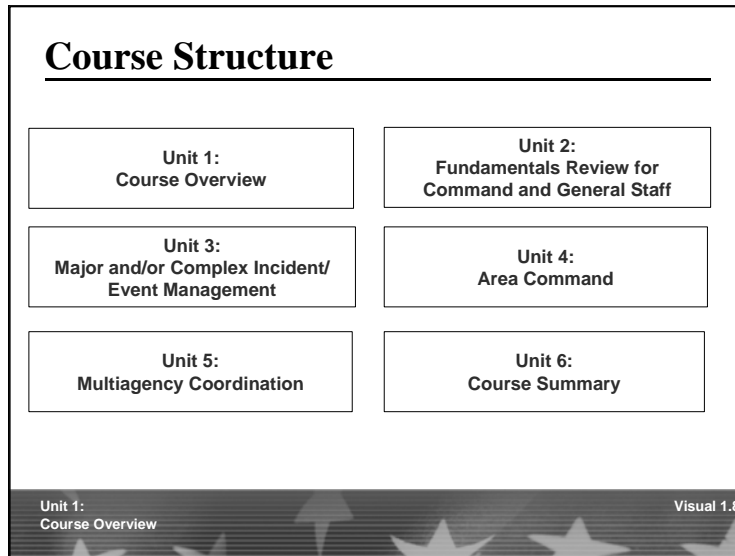 Course Structure
Unit 1:
Course Overview
Unit 2:
Fundamentals Review for
Command and General Staff
Unit 3:
Major and/or Complex Incident/
Event Management
Unit 4:
Area Command
Unit 5:
Multiagency Coordination
Unit 6:
Course Summary
Unit 1:
Course Overview
Visual 1.8